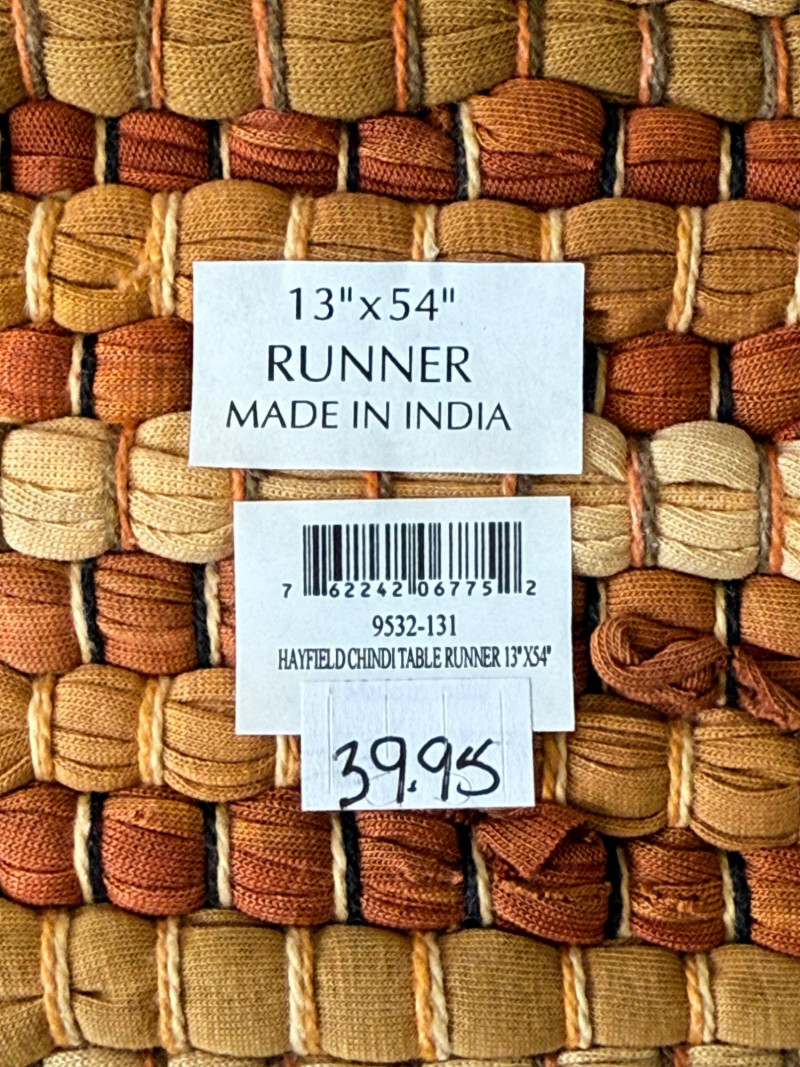 13"x54"
RUNNER
MADE IN INDIA
7 62242 06775 2
9532-131
HAYFIELD CHINDI TABLE RUNNER 13"X54"
39.95